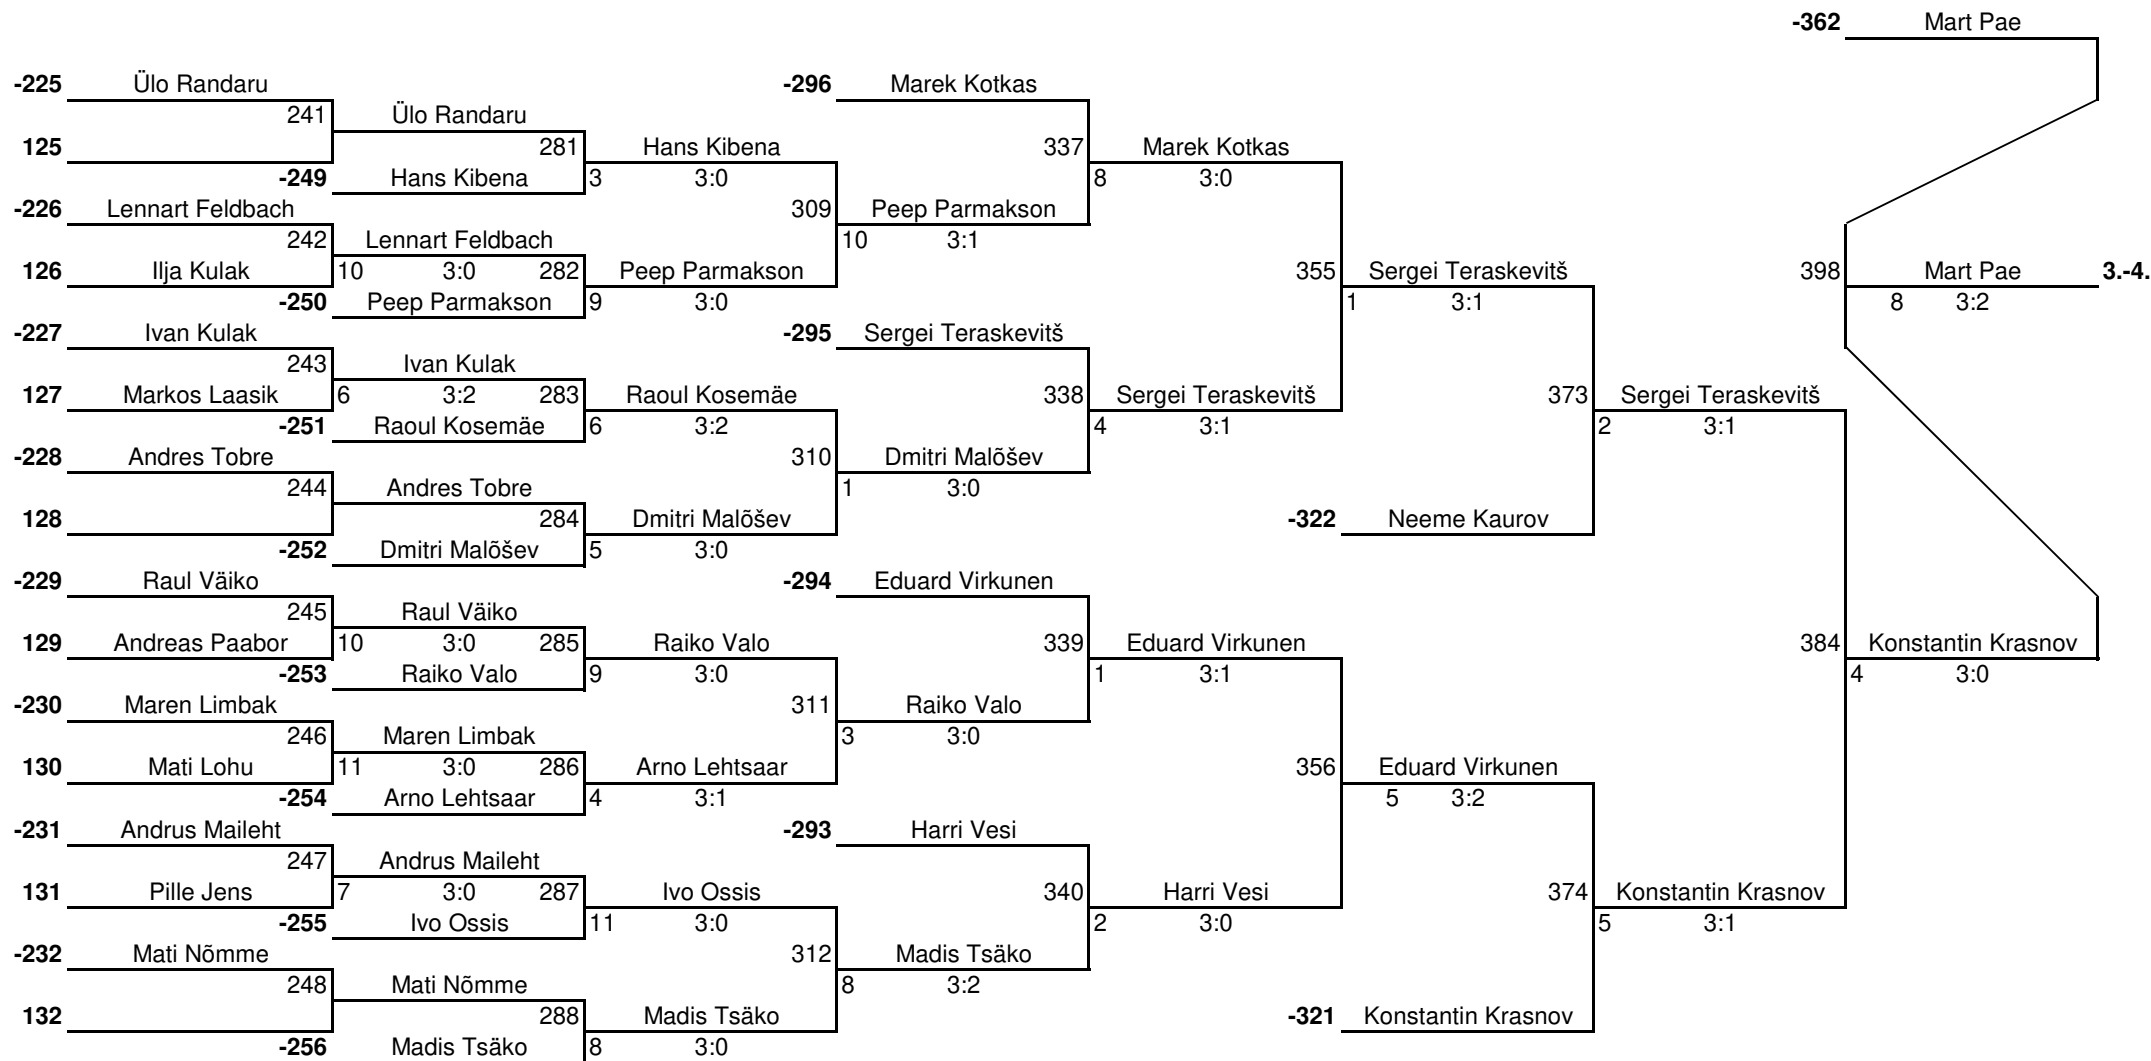 -362 Mart Pae
-225 Ülo Randaru -296 Marek Kotkas
241 Ülo Randaru
125 281 Hans Kibena 337 Marek Kotkas
-249 Hans Kibena 3 3:0 8 3:0
-226 Lennart Feldbach 309 Peep Parmakson
242 Lennart Feldbach 10 3:1
126 Ilja Kulak 10 3:0 282 Peep Parmakson 355 Sergei Teraskevitš 398 Mart Pae 3.-4.
-250 Peep Parmakson 9 3:0 1 3:1 8 3:2
-227 Ivan Kulak -295 Sergei Teraskevitš
243 Ivan Kulak
127 Markos Laasik 6 3:2 283 Raoul Kosemäe 338 Sergei Teraskevitš 373 Sergei Teraskevitš
-251 Raoul Kosemäe 6 3:2 4 3:1 2 3:1
-228 Andres Tobre 310 Dmitri Malõšev
244 Andres Tobre 1 3:0
128 284 Dmitri Malõšev -322 Neeme Kaurov
-252 Dmitri Malõšev 5 3:0
-229 Raul Väiko -294 Eduard Virkunen
245 Raul Väiko
129 Andreas Paabor 10 3:0 285 Raiko Valo 339 Eduard Virkunen 384 Konstantin Krasnov
-253 Raiko Valo 9 3:0 1 3:1 4 3:0
-230 Maren Limbak 311 Raiko Valo
246 Maren Limbak 3 3:0
130 Mati Lohu 11 3:0 286 Arno Lehtsaar 356 Eduard Virkunen
-254 Arno Lehtsaar 4 3:1 5 3:2
-231 Andrus Maileht -293 Harri Vesi
247 Andrus Maileht
131 Pille Jens 7 3:0 287 Ivo Ossis 340 Harri Vesi 374 Konstantin Krasnov
-255 Ivo Ossis 11 3:0 2 3:0 5 3:1
-232 Mati Nõmme 312 Madis Tsäko
248 Mati Nõmme 8 3:2
132 288 Madis Tsäko -321 Konstantin Krasnov
-256 Madis Tsäko 8 3:0